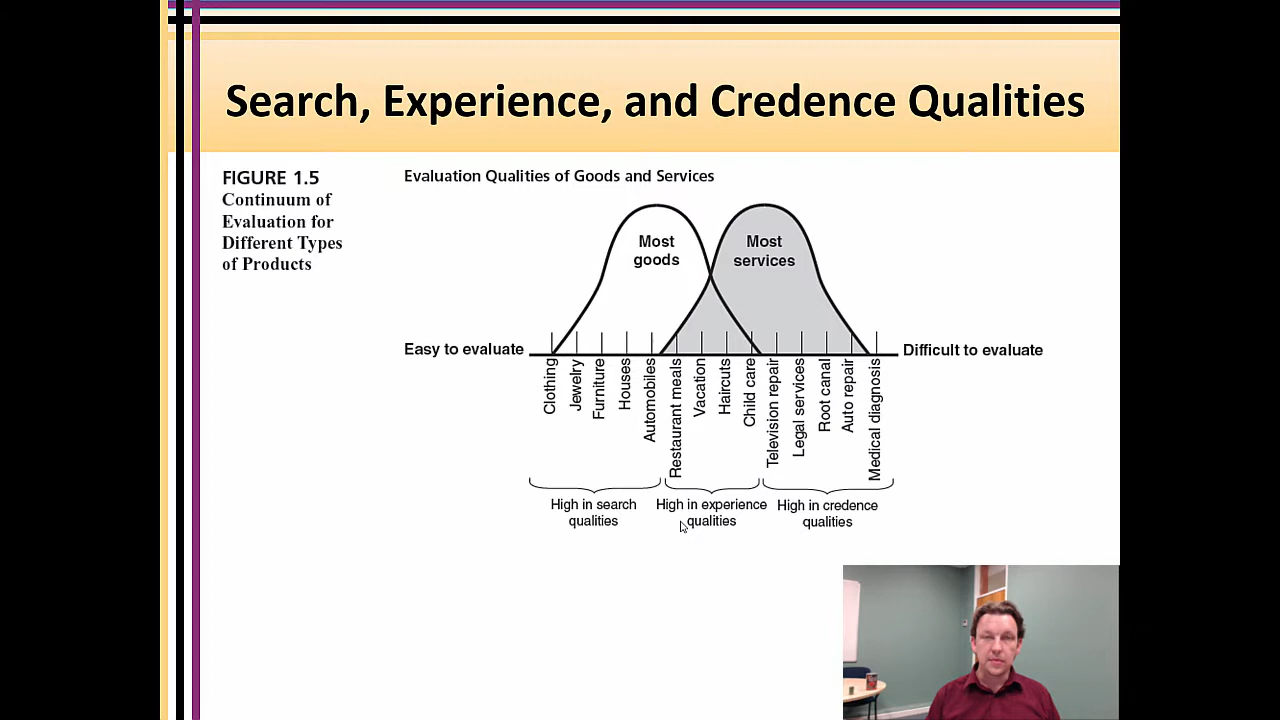 Search, Experience, and Credence Qualities
FIGURE 1.5
Continuum of
Evaluation for
Different Types
of Products
Evaluation Qualities of Goods and Services
Most
goods
Most
services
Easy to evaluate
Difficult to evaluate
Clothing
Jewelry
Furniture
Houses
Automobiles
Restaurant meals
Vacation
Haircuts
Child care
Television repair
Legal services
Root canal
Auto repair
Medical diagnosis
High in search
qualities
High in experience
qualities
High in credence
qualities